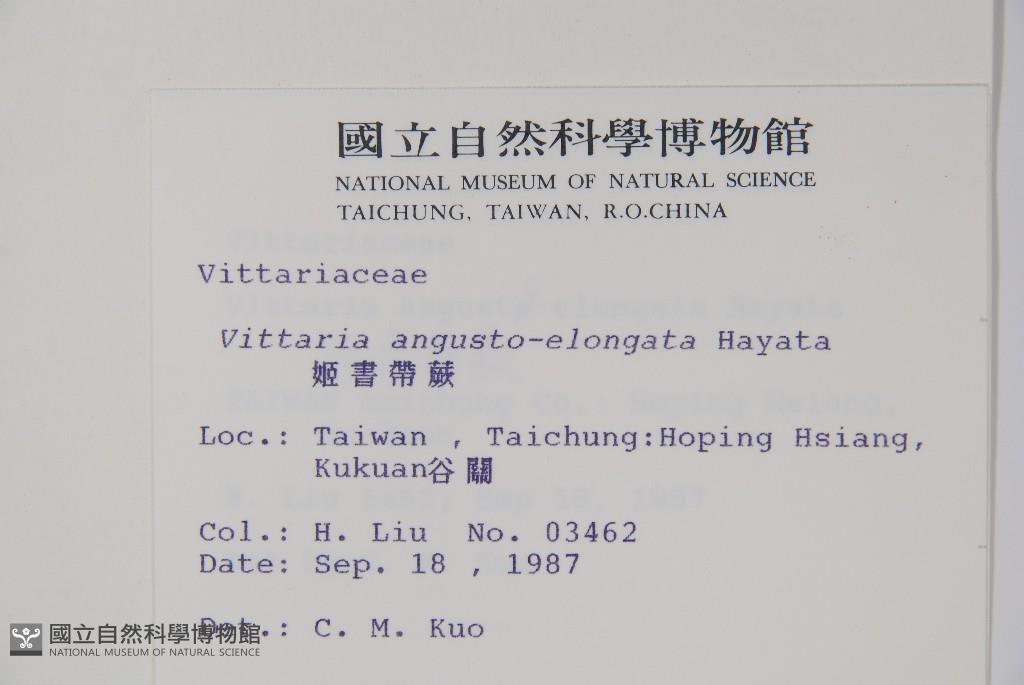 國立自然科學博物館
NATIONAL MUSEUM OF NATURAL SCIENCE
TAICHUNG, TAIWAN, R.O.CHINA
Vittariaceae
Vittaria angusto-elongata Hayata
姬書帶蕨
Loc.: Taiwan , Taichung:Hoping Hsiang,
Kukuan谷關
Col.: H. Liu No. 03462
Date: Sep. 18 , 1987
Det.: C. M. Kuo
國立自然科學博物館
NATIONAL MUSEUM OF NATURAL SCIENCE